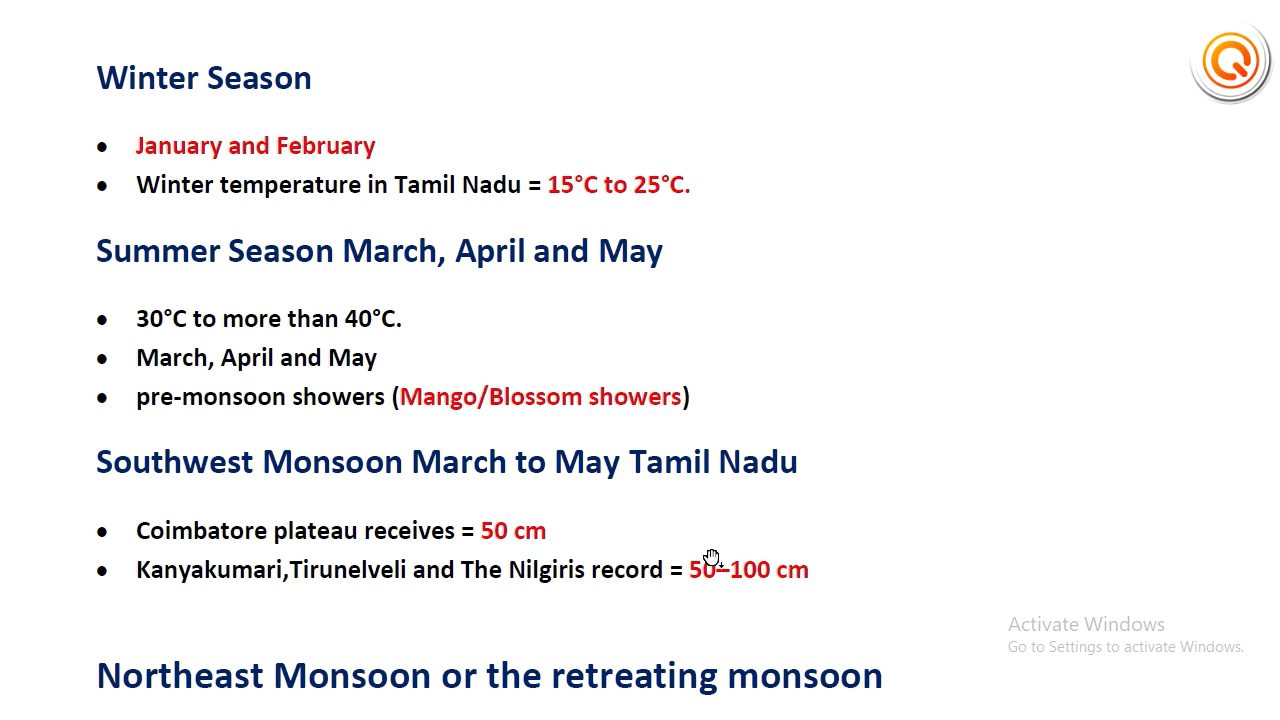 Winter Season
• January and February
• Winter temperature in Tamil Nadu = 15°C to 25°C.
Summer Season March, April and May
• 30°C to more than 40°C.
• March, April and May
• pre-monsoon showers (Mango/Blossom showers)
Southwest Monsoon March to May Tamil Nadu
• Coimbatore plateau receives = 50 cm
• Kanyakumari,Tirunelveli and The Nilgiris record = 50–100 cm
Activate Windows
Go to Settings to activate Windows.
Northeast Monsoon or the retreating monsoon